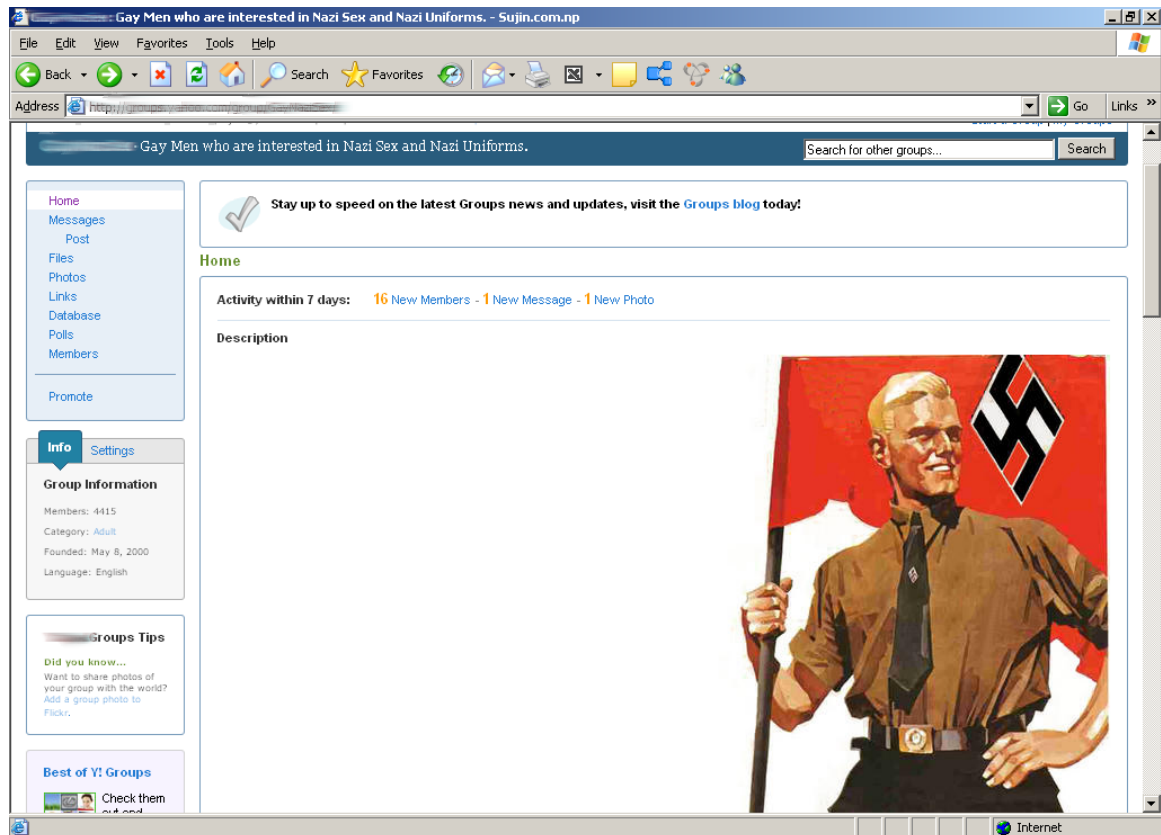 : Gay Men who are interested in Nazi Sex and Nazi Uniforms. - Sujin.com.np
File Edit View Favorites Tools Help
Back Search Favorites
Address Go Links »
Gay Men who are interested in Nazi Sex and Nazi Uniforms.
Search for other groups... Search
Home
Messages
Post
Files
Photos
Links
Database
Polls
Members
Promote
Stay up to speed on the latest Groups news and updates, visit the Groups blog today!
Home
Activity within 7 days: 16 New Members - 1 New Message - 1 New Photo
Description
Info Settings
Group Information
Members: 4415
Category: Adult
Founded: May 8, 2000
Language: English
Groups Tips
Did you know...
Want to share photos of
your group with the world?
Add a group photo to
Flickr.
Best of Y! Groups
Check them
Internet